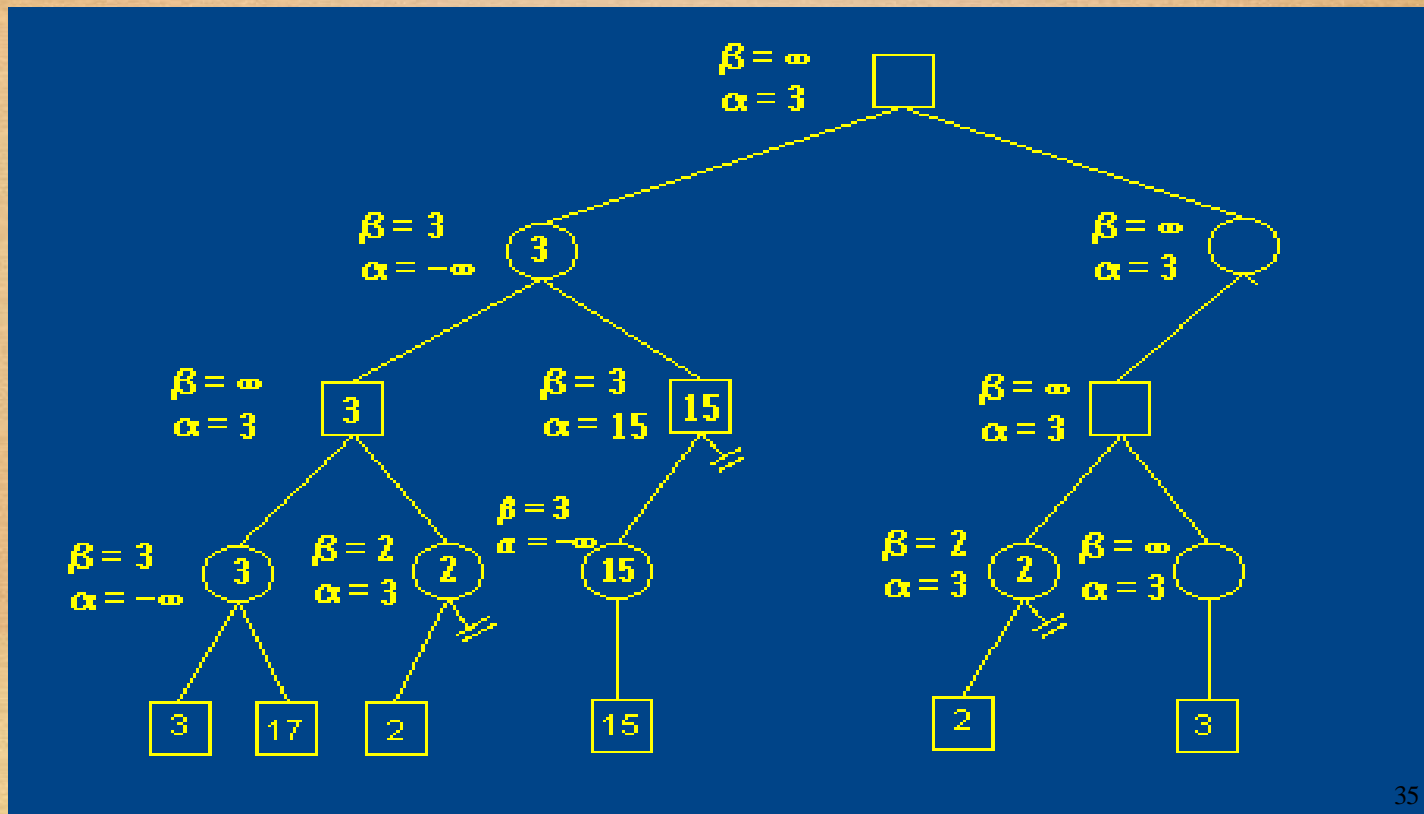 β = ∞
α = 3
β = 3
α = −∞
3
β = ∞
α = 3
β = ∞
α = 3
3
β = 3
α = 15
15
β = ∞
α = 3
β = 3
α = −∞
3
β = 2
α = 3
2
β = 3
α = −∞
15
β = 2
α = 3
2
β = ∞
α = 3
3
17
2
15
2
3
35